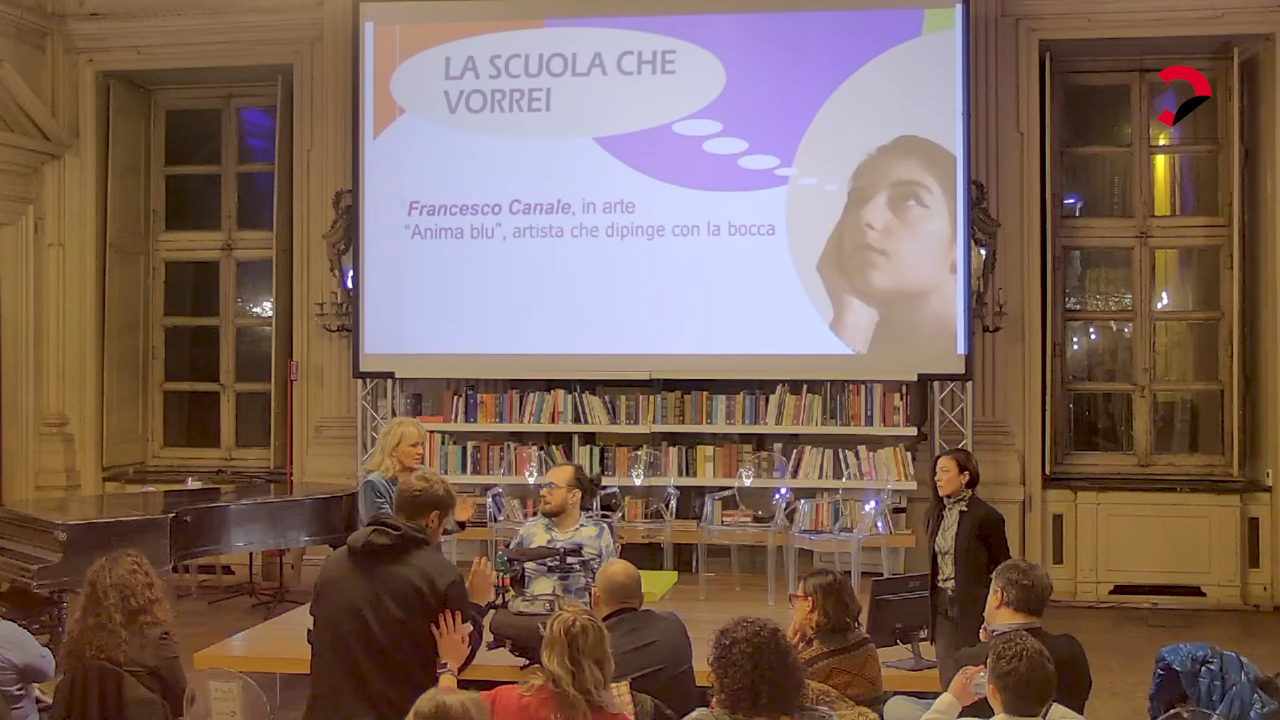 LA SCUOLA CHE
VORREI
Francesco Canale, in arte
“Anima blu”, artista che dipinge con la bocca